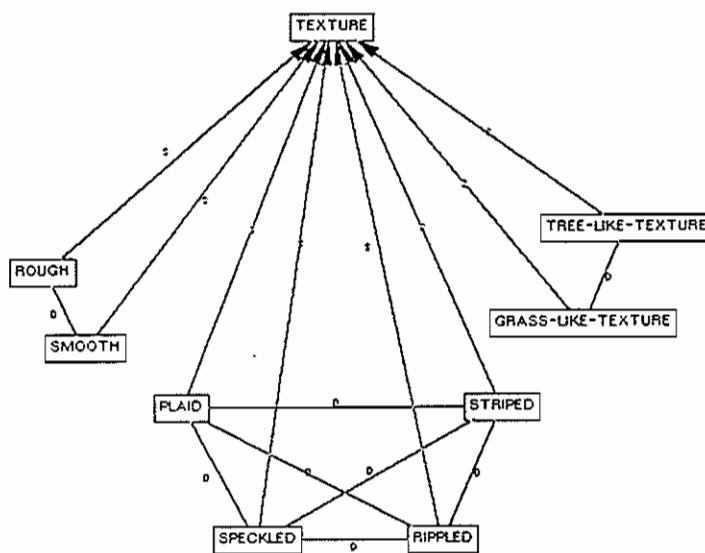 TEXTURE
S
S
S
S
S
S
S
S
TREE-LIKE-TEXTURE
ROUGH
D
D
GRASS-LIKE-TEXTURE
SMOOTH
PLAID
D
STRIPED
D
D
D
D
SPECKLED
D
RIPPLED